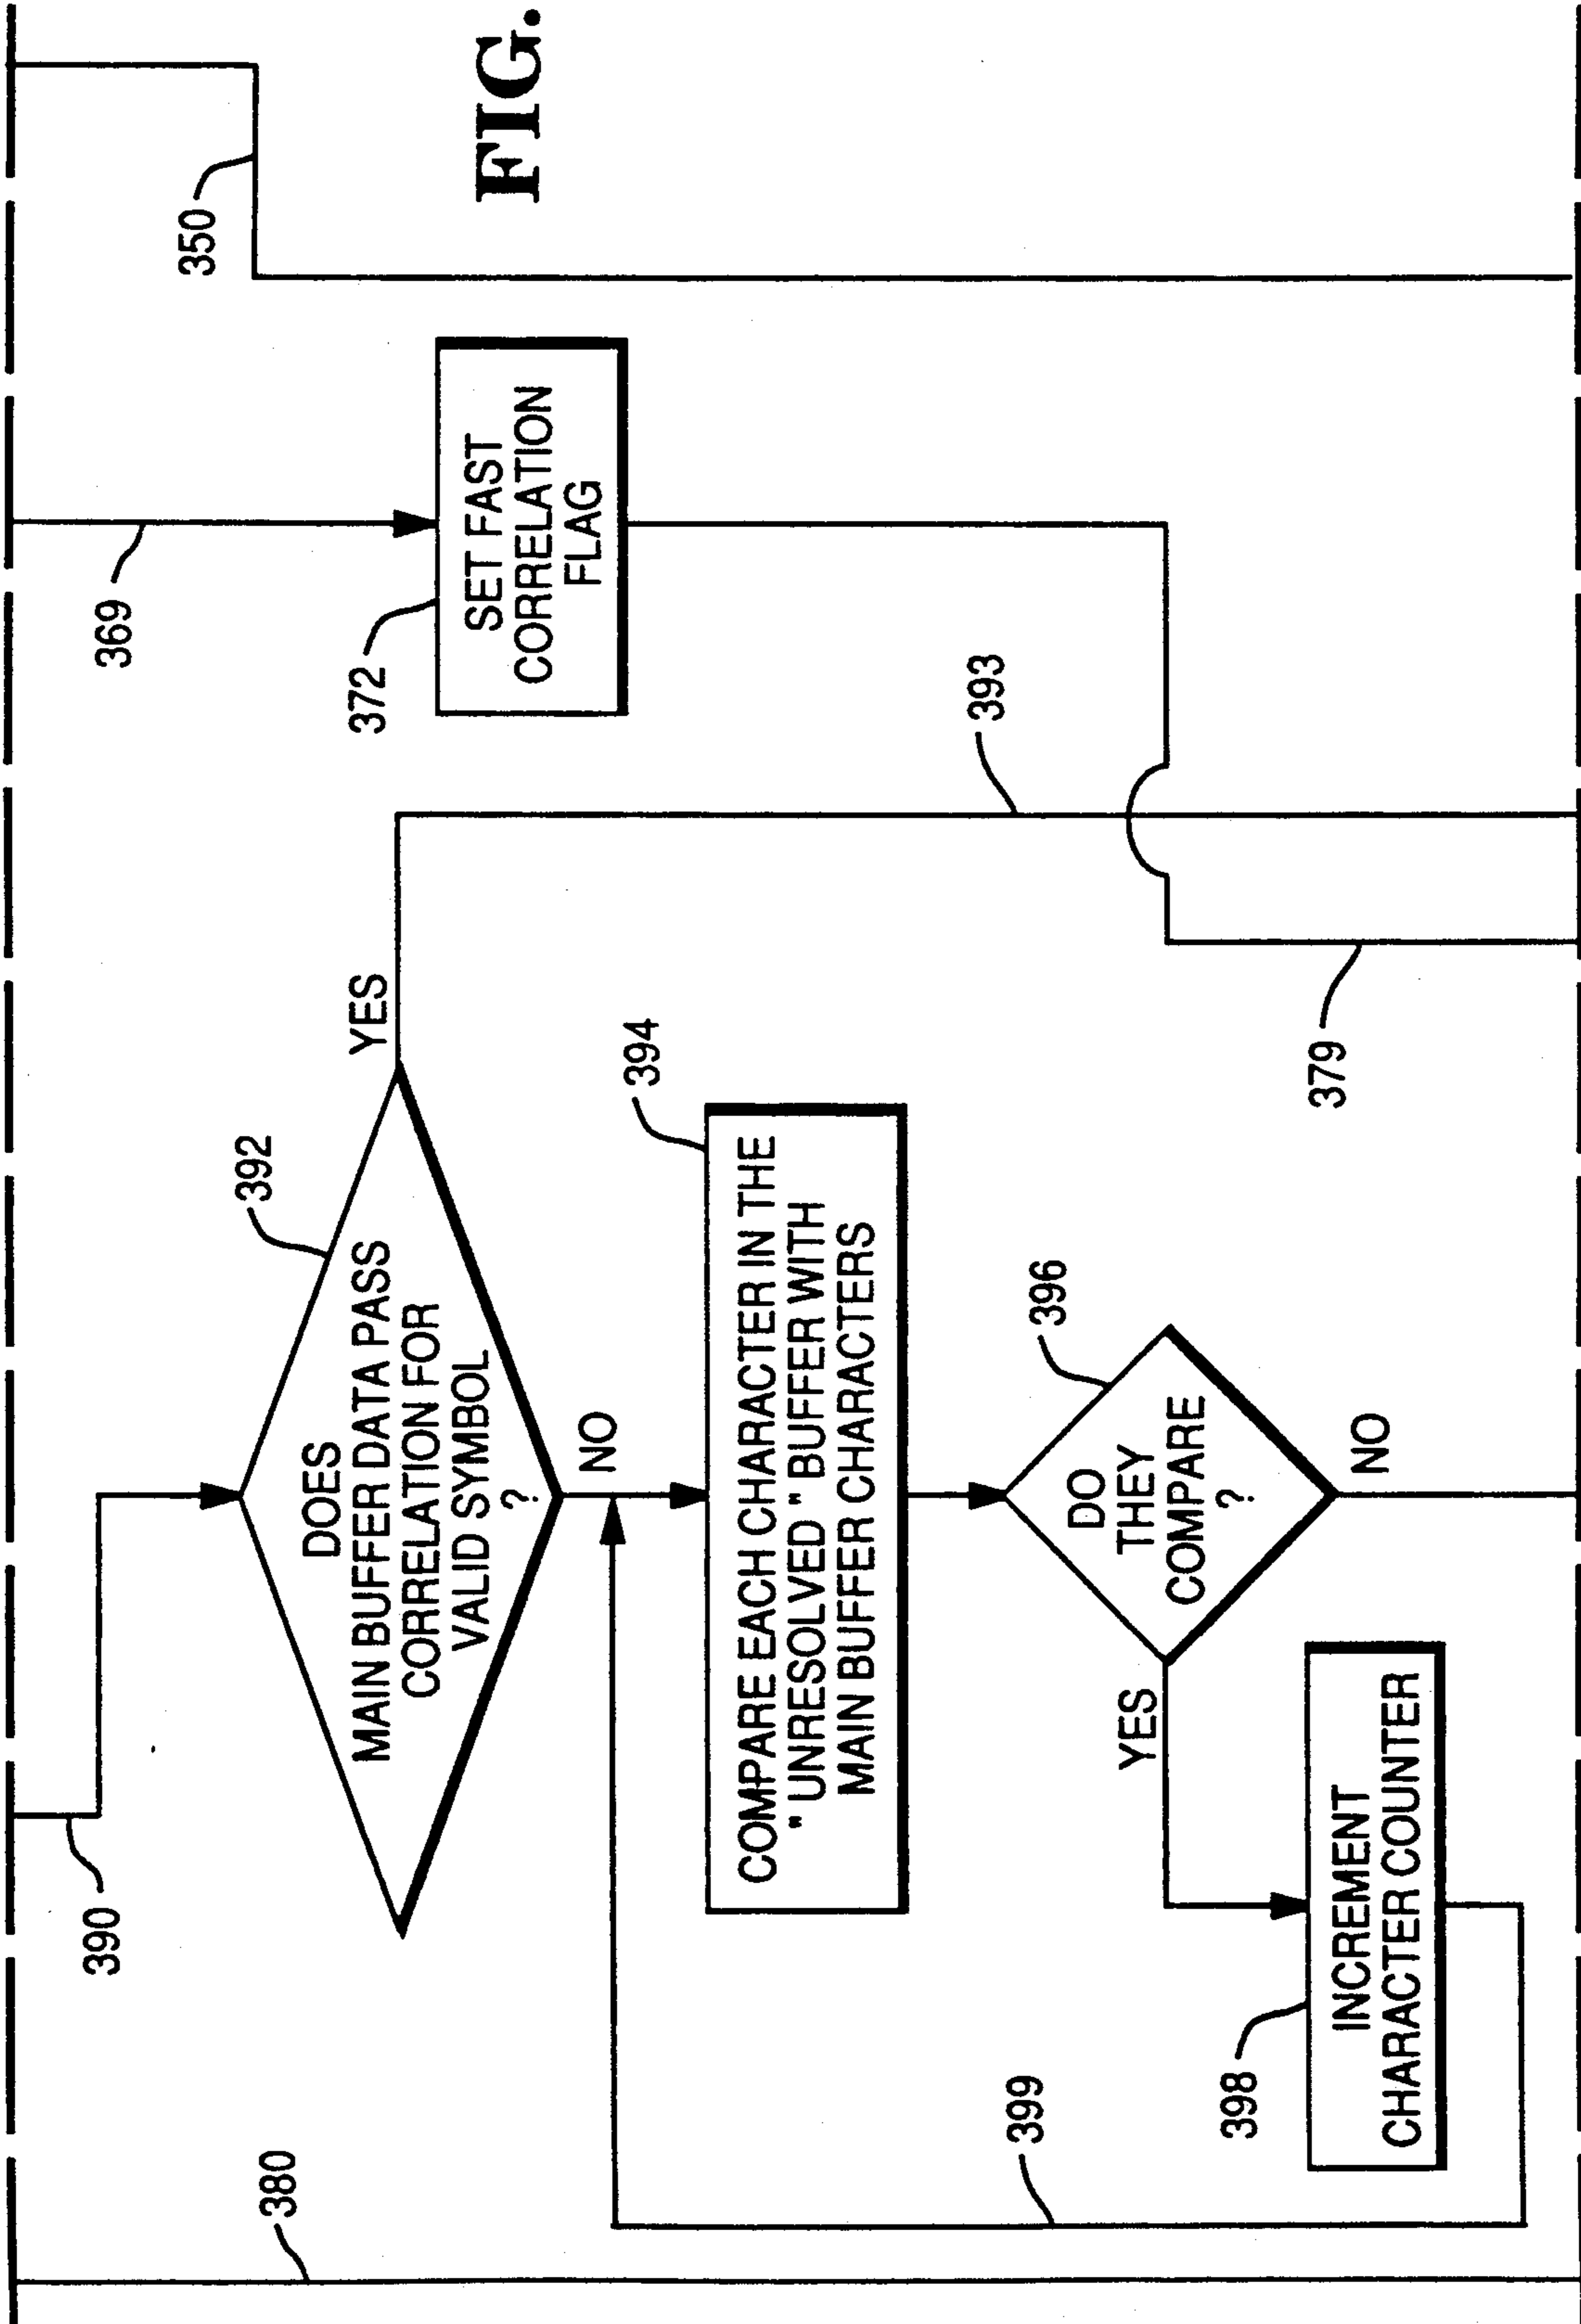 390
380
DOES
MAIN BUFFER DATA PASS
CORRELATION FOR
VALID SYMBOL
?
392
YES
NO
COMPARE EACH CHARACTER IN THE
" UNRESOLVED " BUFFER WITH
MAIN BUFFER CHARACTERS
394
DO
THEY
COMPARE
?
396
YES
NO
INCREMENT
CHARACTER COUNTER
398
399
369
372
SET FAST
CORRELATION
FLAG
393
379
350
FIG.